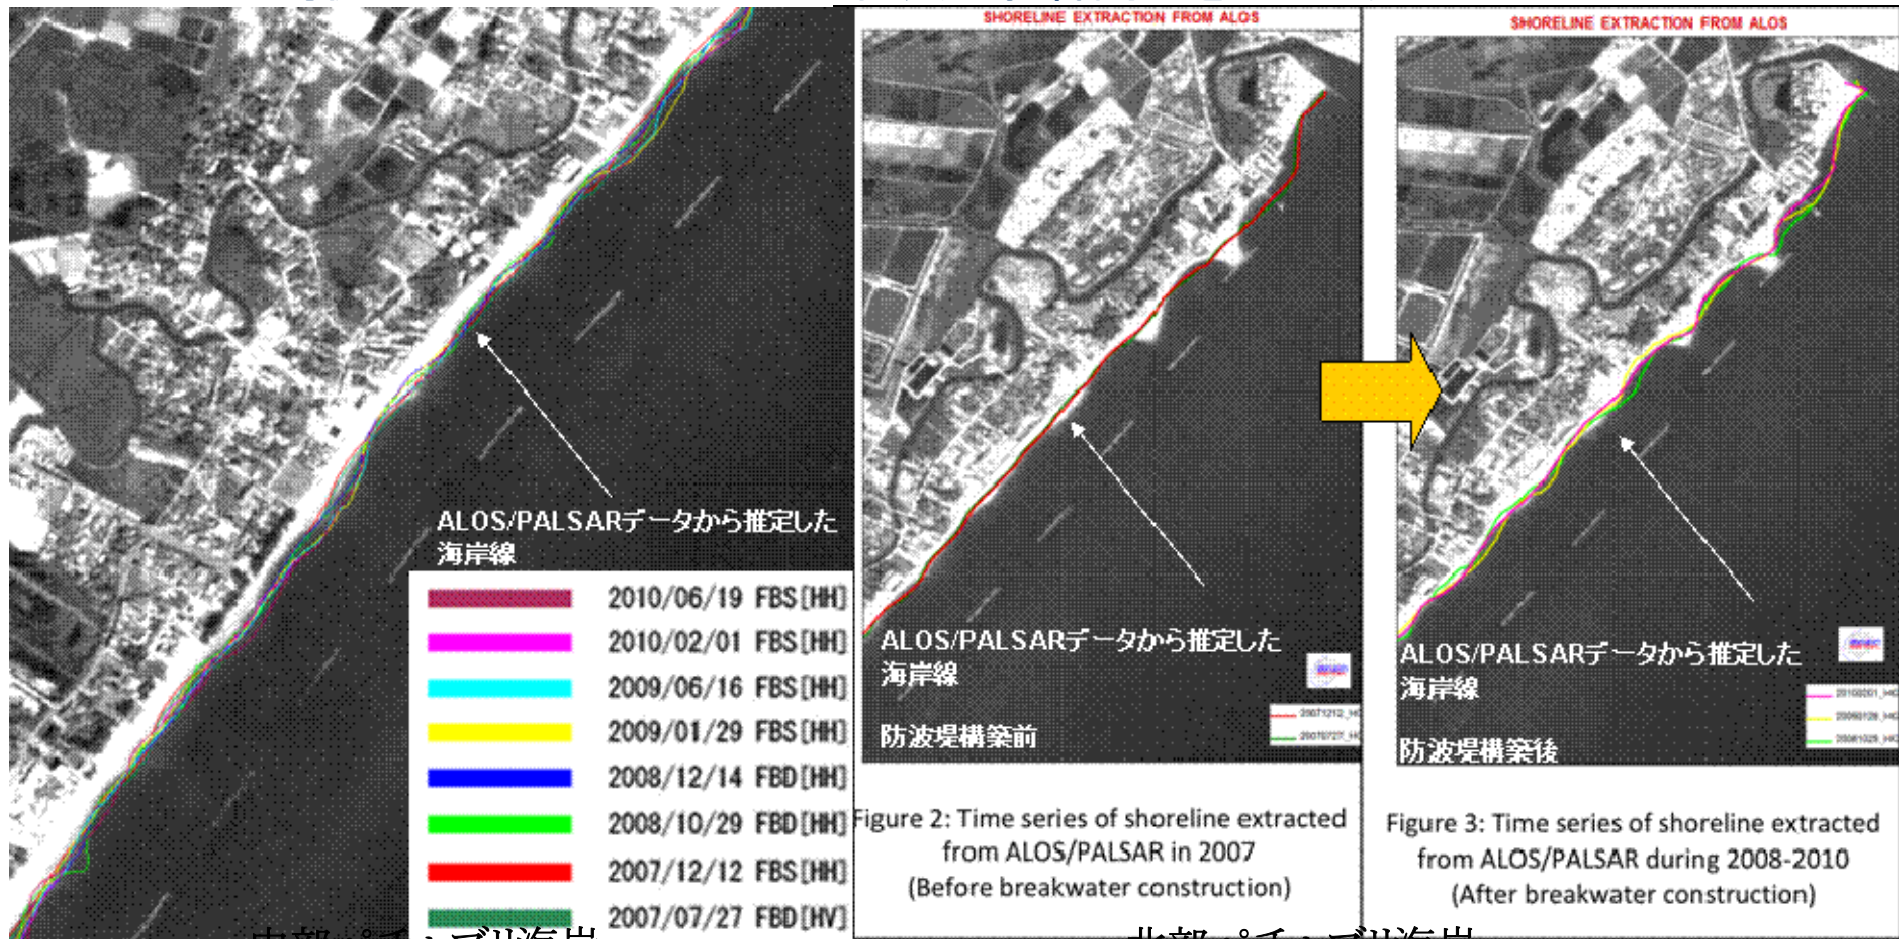 SHORELINE EXTRACTION FROM ALOS
SHORELINE EXTRACTION FROM ALOS
ALOS/PALSARデータから推定した
海岸線
2010/06/19 FBS[HH]
2010/02/01 FBS[HH]
2009/06/16 FBS[HH]
2009/01/29 FBS[HH]
2008/12/14 FBD[HH]
2008/10/29 FBD[HH]
2007/12/12 FBS[HH]
2007/07/27 FBD[HV]
ALOS/PALSARデータから推定した
海岸線
防波堤構築前
Figure 2: Time series of shoreline extracted
from ALOS/PALSAR in 2007
(Before breakwater construction)
ALOS/PALSARデータから推定した
海岸線
防波堤構築後
Figure 3: Time series of shoreline extracted
from ALOS/PALSAR during 2008-2010
(After breakwater construction)